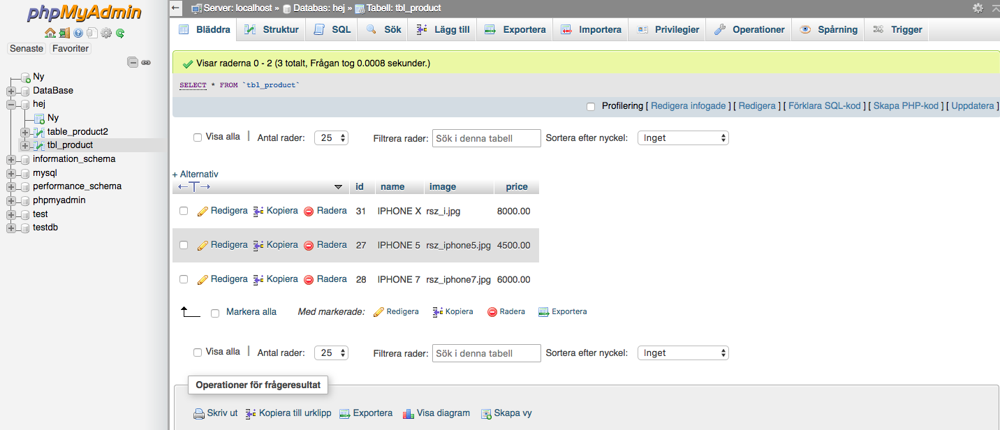 phpMyAdmin
Senaste Favoriter
Ny
DataBase
hej
Ny
table_product2
tbl_product
information_schema
mysql
performance_schema
phpmyadmin
test
testdb
Server: localhost » Databas: hej » Tabell: tbl_product
Bläddra Struktur SQL Sök Lägg till Exportera Importera Privilegier Operationer Spårning Trigger
Visar raderna 0 - 2 (3 totalt, Frågan tog 0.0008 sekunder.)
SELECT * FROM `tbl_product`
Profilering [ Redigera infogade ] [ Redigera ] [ Förklara SQL-kod ] [ Skapa PHP-kod ] [ Uppdatera ]
Visa alla | Antal rader: 25 Filtrera rader: Sök i denna tabell Sortera efter nyckel: Inget
+ Alternativ
←T→ id name image price
Redigera Kopiera Radera 31 IPHONE X rsz_i.jpg 8000.00
Redigera Kopiera Radera 27 IPHONE 5 rsz_iphone5.jpg 4500.00
Redigera Kopiera Radera 28 IPHONE 7 rsz_iphone7.jpg 6000.00
Markera alla Med markerade: Redigera Kopiera Radera Exportera
Visa alla | Antal rader: 25 Filtrera rader: Sök i denna tabell Sortera efter nyckel: Inget
Operationer för frågeresultat
Skriv ut Kopiera till urklipp Exportera Visa diagram Skapa vy